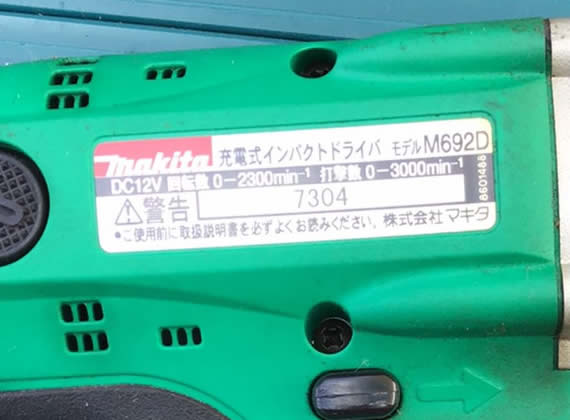 makita 充電式インパクトドライバ モデルM692D
DC12V 回転数 0-2300min⁻¹ 打撃数 0-3000min⁻¹
警告 7304
●ご使用前に取扱説明書を必ずよくお読みください。 株式会社マキタ
8601488